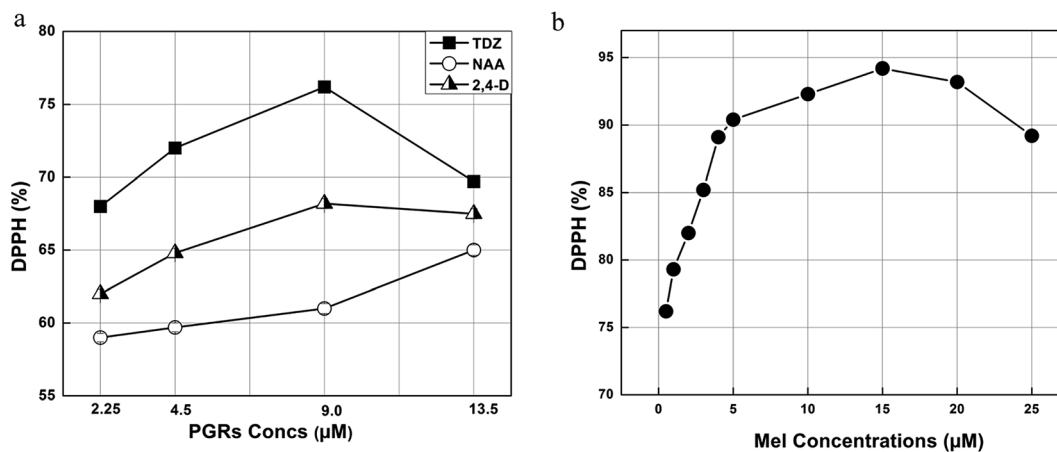 a
80
75
70
65
60
55
DPPH (%)
TDZ
NAA
2,4-D
2.25 4.5 9.0 13.5
PGRs Concs (µM)
b
95
90
85
80
75
70
DPPH (%)
0 5 10 15 20 25
Mel Concentrations (µM)